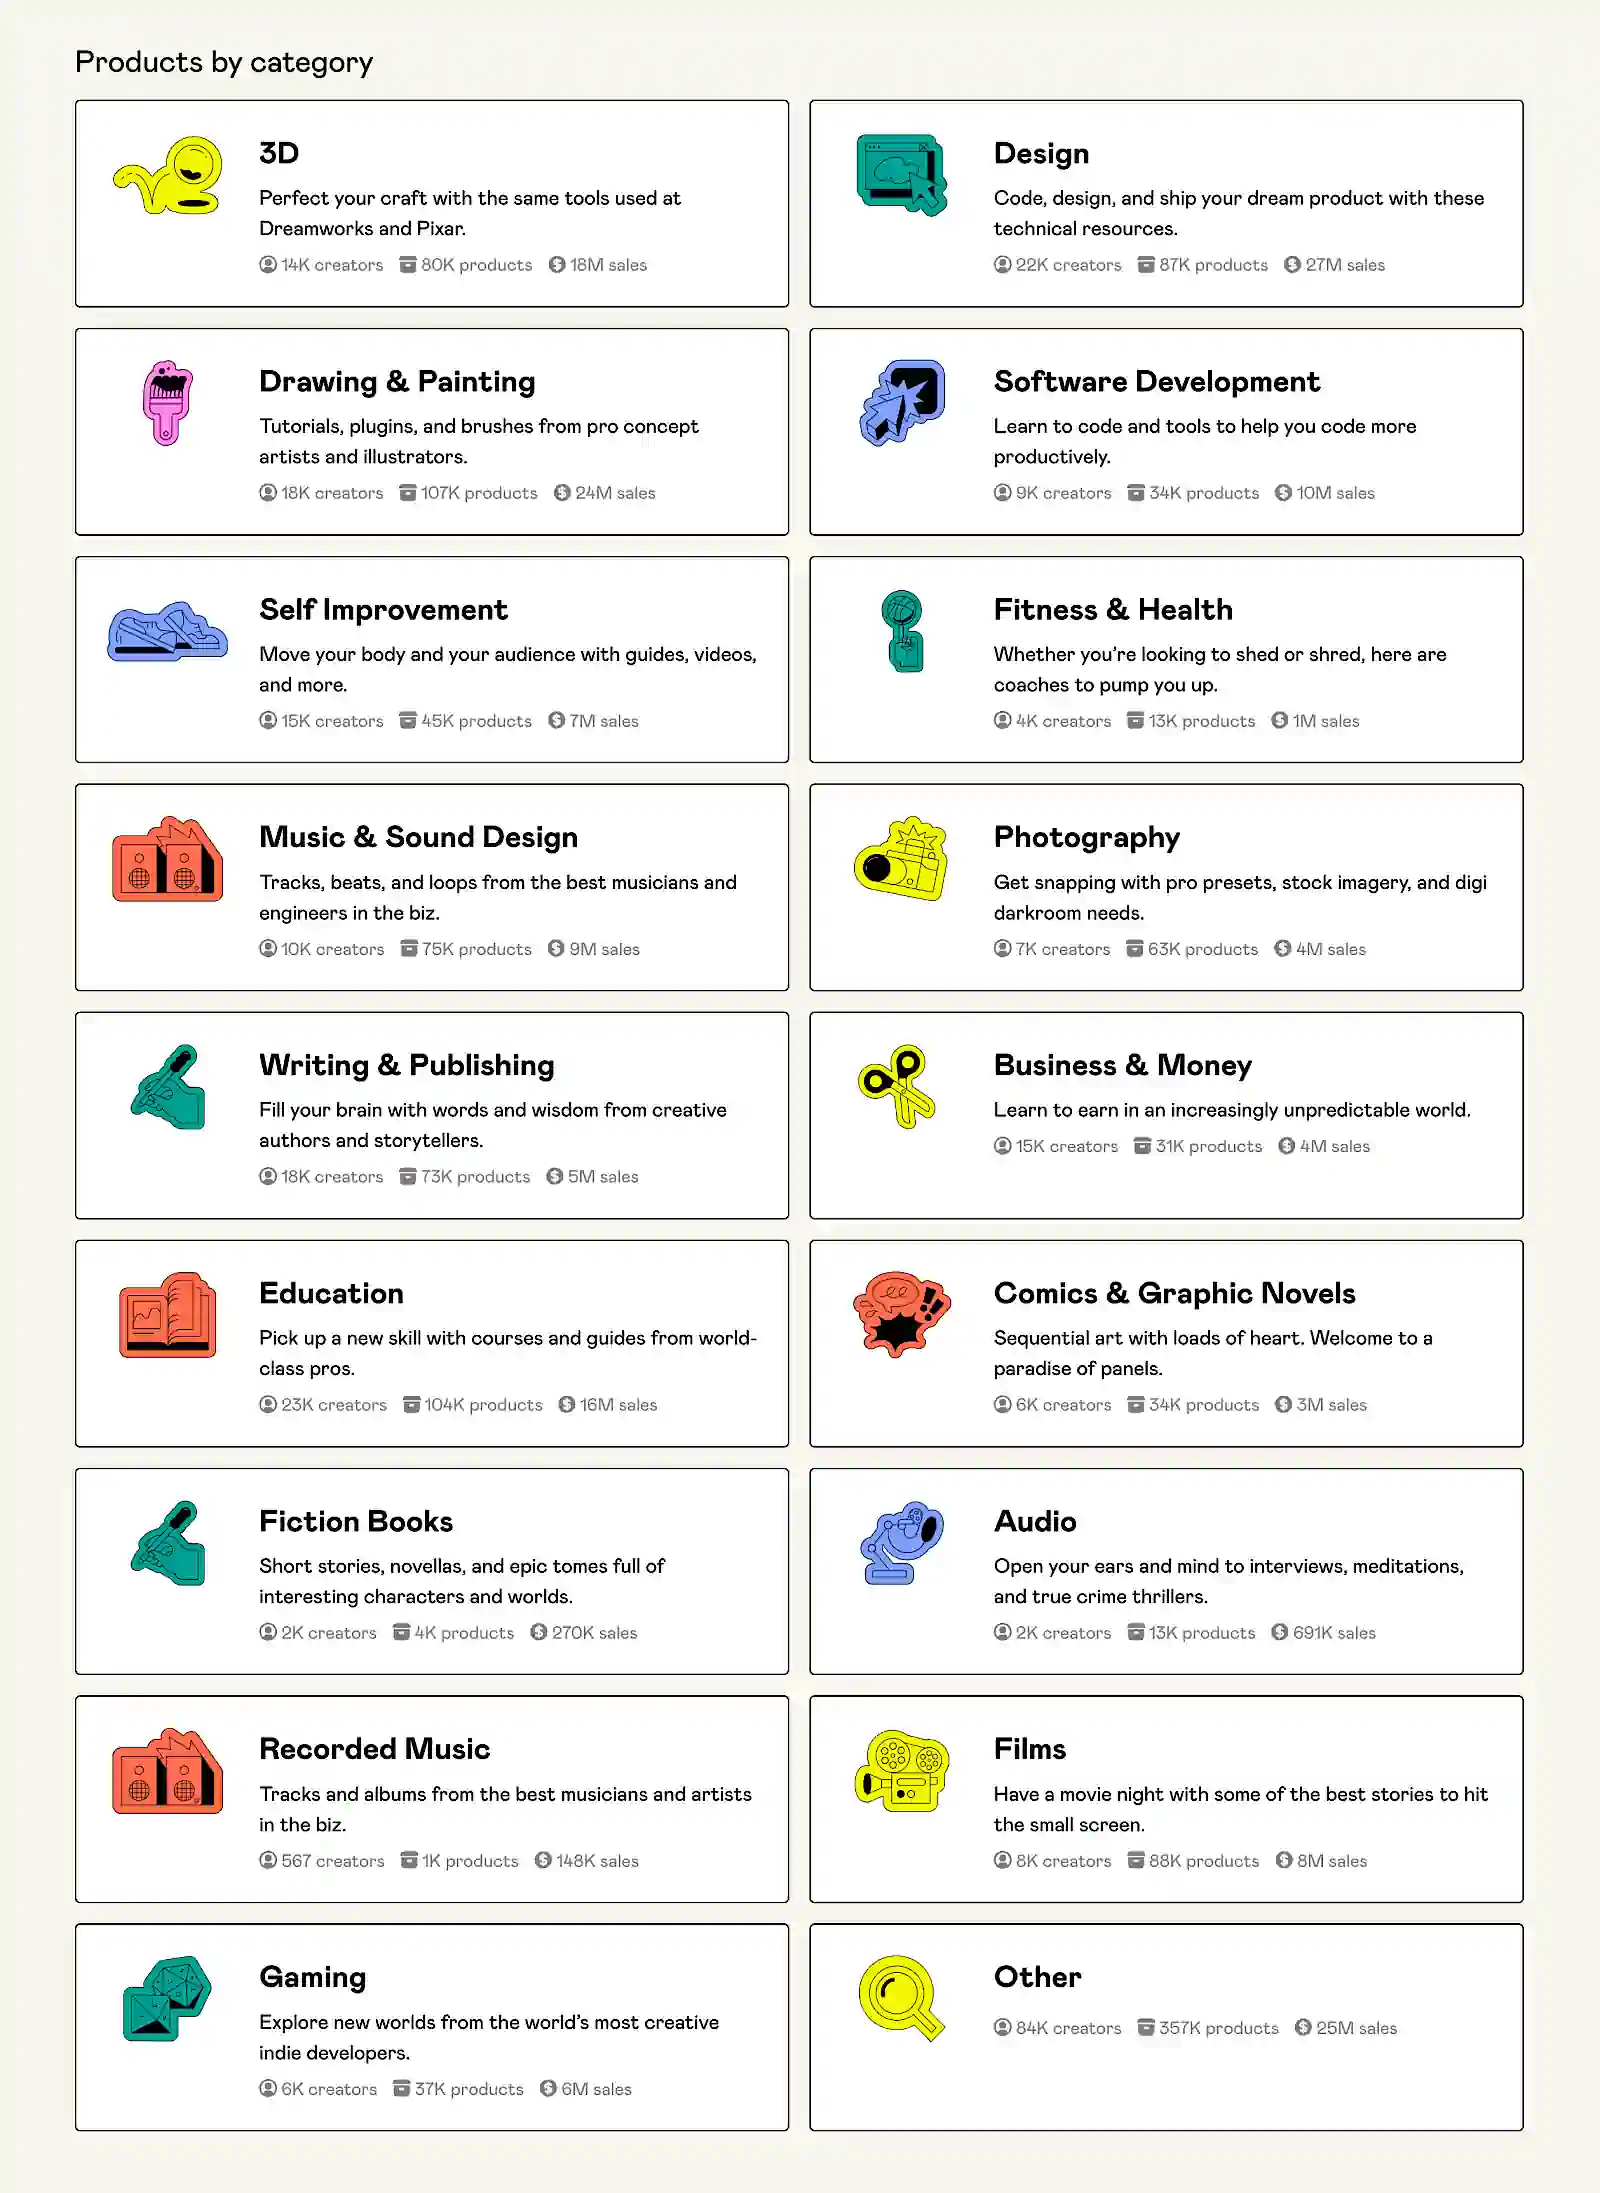 Products by category
3D
Perfect your craft with the same tools used at
Dreamworks and Pixar.
14K creators 80K products 18M sales
Design
Code, design, and ship your dream product with these
technical resources.
22K creators 87K products 27M sales
Drawing & Painting
Tutorials, plugins, and brushes from pro concept
artists and illustrators.
18K creators 107K products 24M sales
Software Development
Learn to code and tools to help you code more
productively.
9K creators 34K products 10M sales
Self Improvement
Move your body and your audience with guides, videos,
and more.
15K creators 45K products 7M sales
Fitness & Health
Whether you’re looking to shed or shred, here are
coaches to pump you up.
4K creators 13K products 1M sales
Music & Sound Design
Tracks, beats, and loops from the best musicians and
engineers in the biz.
10K creators 75K products 9M sales
Photography
Get snapping with pro presets, stock imagery, and digi
darkroom needs.
7K creators 63K products 4M sales
Writing & Publishing
Fill your brain with words and wisdom from creative
authors and storytellers.
18K creators 73K products 5M sales
Business & Money
Learn to earn in an increasingly unpredictable world.
15K creators 31K products 4M sales
Education
Pick up a new skill with courses and guides from world-
class pros.
23K creators 104K products 16M sales
Comics & Graphic Novels
Sequential art with loads of heart. Welcome to a
paradise of panels.
6K creators 34K products 3M sales
Fiction Books
Short stories, novellas, and epic tomes full of
interesting characters and worlds.
2K creators 4K products 270K sales
Audio
Open your ears and mind to interviews, meditations,
and true crime thrillers.
2K creators 13K products 691K sales
Recorded Music
Tracks and albums from the best musicians and artists
in the biz.
567 creators 1K products 148K sales
Films
Have a movie night with some of the best stories to hit
the small screen.
8K creators 88K products 8M sales
Gaming
Explore new worlds from the world’s most creative
indie developers.
6K creators 37K products 6M sales
Other
84K creators 357K products 25M sales